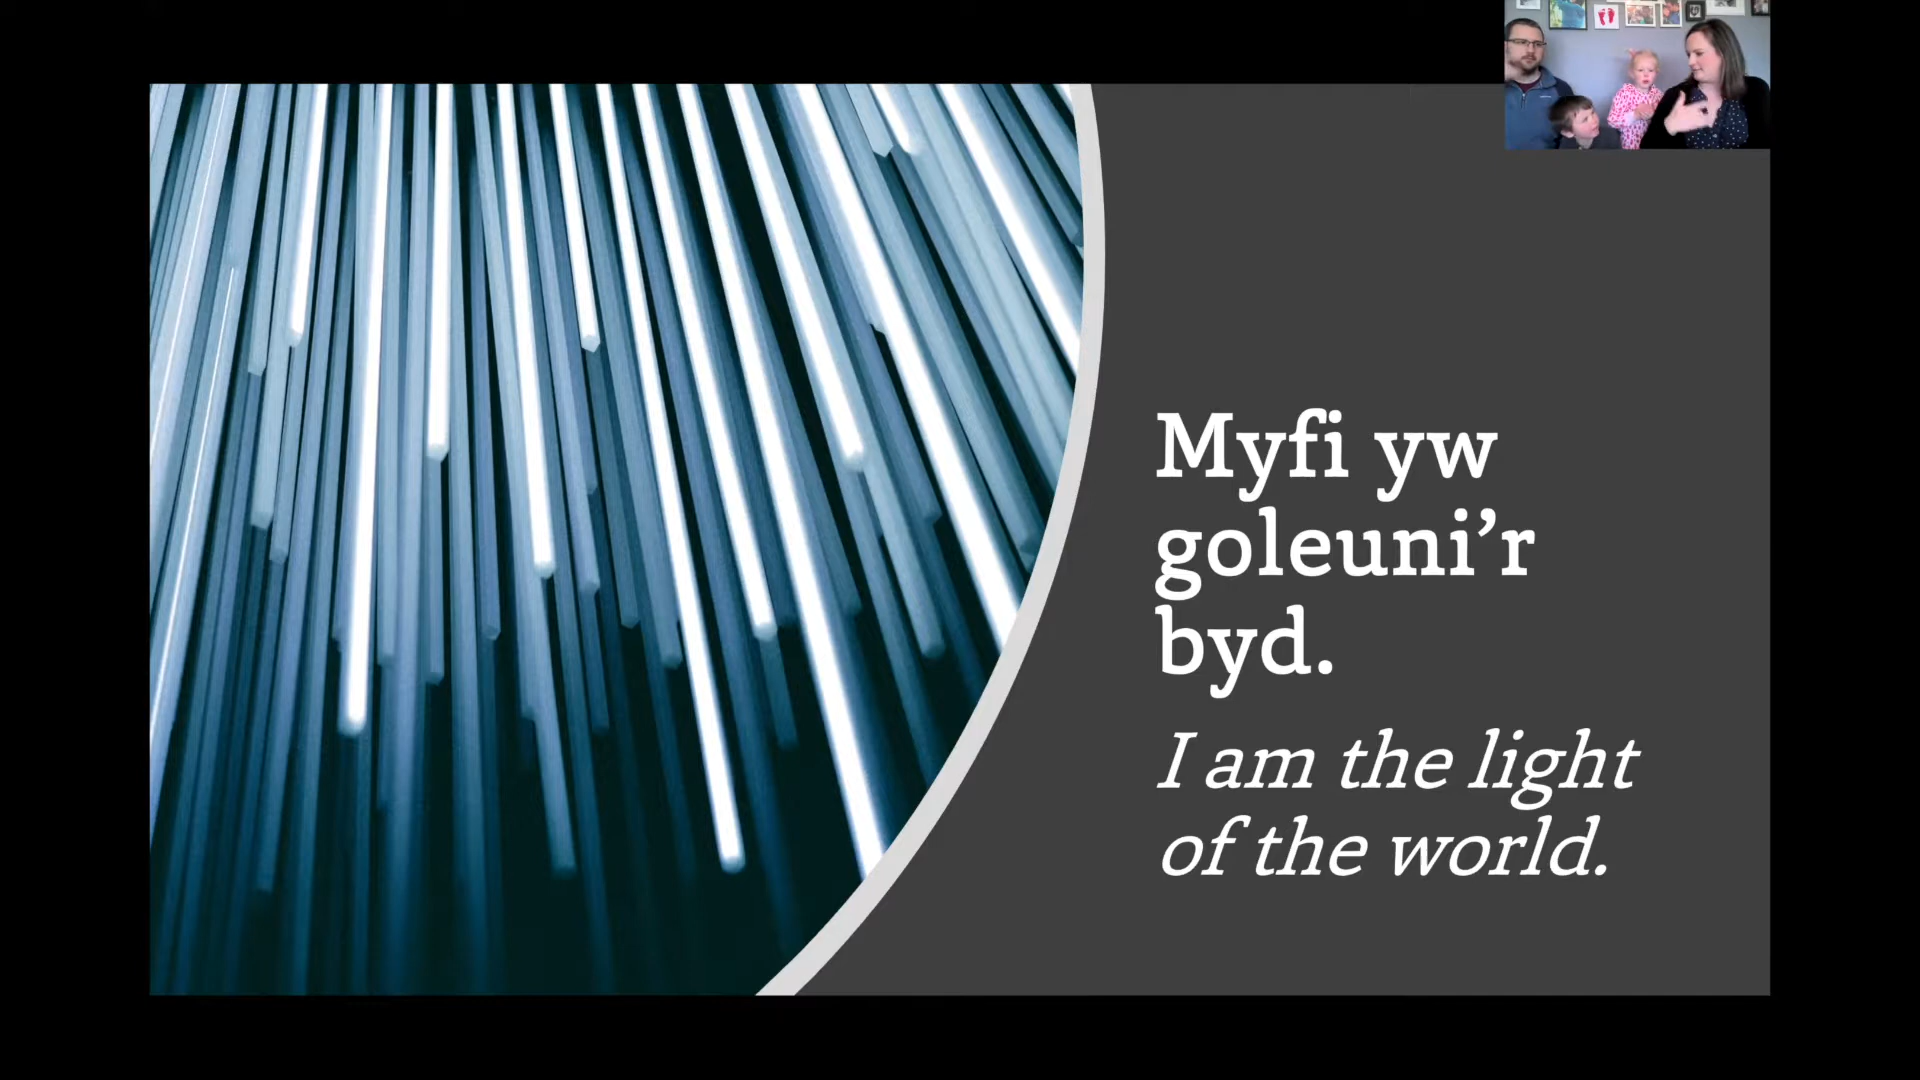 Myfi yw
goleuni’r
byd.
I am the light
of the world.